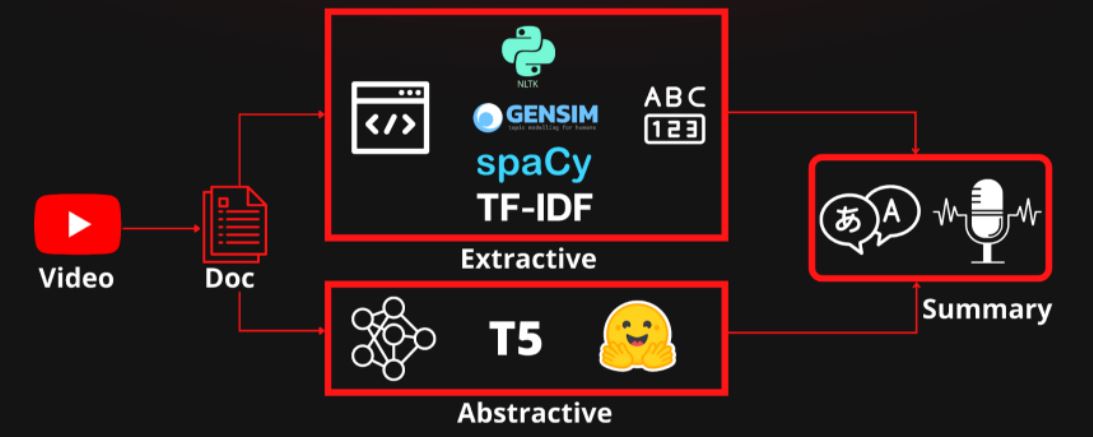 Video
Doc
</>
NLTK
GENSIM
topic modelling for humans
spaCy
TF-IDF
ABC
123
Extractive
T5
Abstractive
あ A
Summary